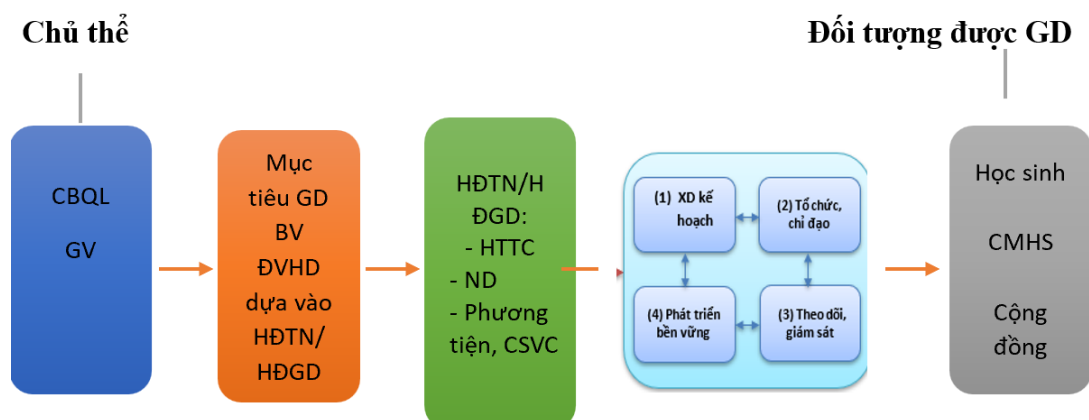 Chủ thể
Đối tượng được GD
CBQL
GV
Mục
tiêu GD
BV
ĐVHD
dựa vào
HĐTN/
HĐGD
HĐTN/H
ĐGD:
- HTTC
- ND
- Phương
tiện, CSVC
(1) XD kế
hoạch
(2) Tổ chức,
chỉ đạo
(4) Phát triển
bền vững
(3) Theo dõi,
giám sát
Học sinh
CMHS
Cộng
đồng